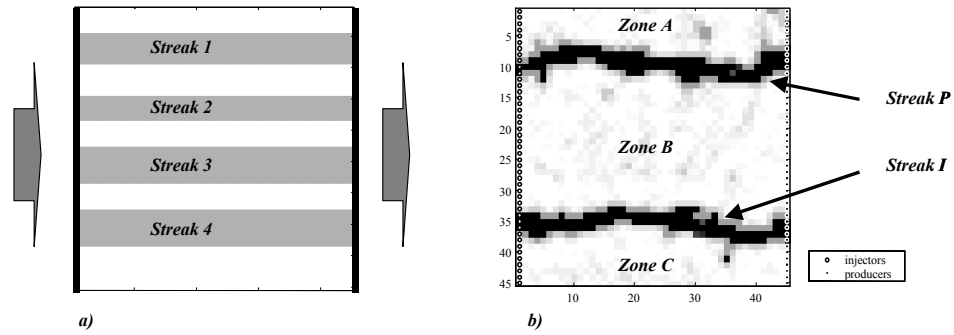 Streak 1
Streak 2
Streak 3
Streak 4
a)
Zone A
Zone B
Zone C
Streak P
Streak I
5
10
15
20
25
30
35
40
45
10
20
30
40
injectors
producers
b)